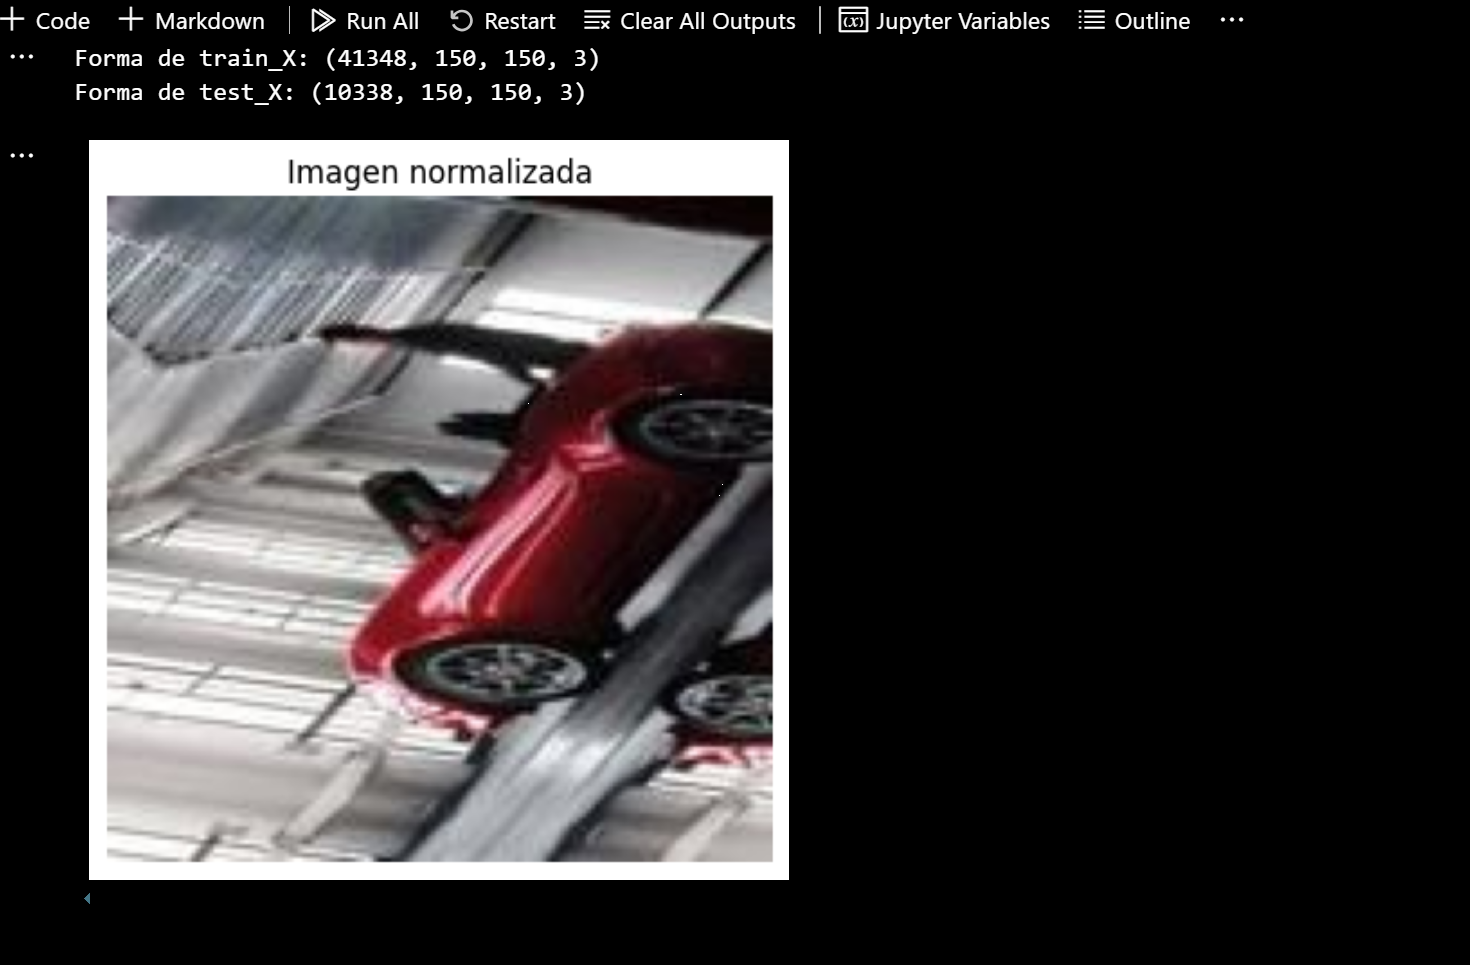 Code Markdown Run All Restart Clear All Outputs Jupyter Variables Outline ...
... Forma de train_X: (41348, 150, 150, 3)
Forma de test_X: (10338, 150, 150, 3)
...
Imagen normalizada